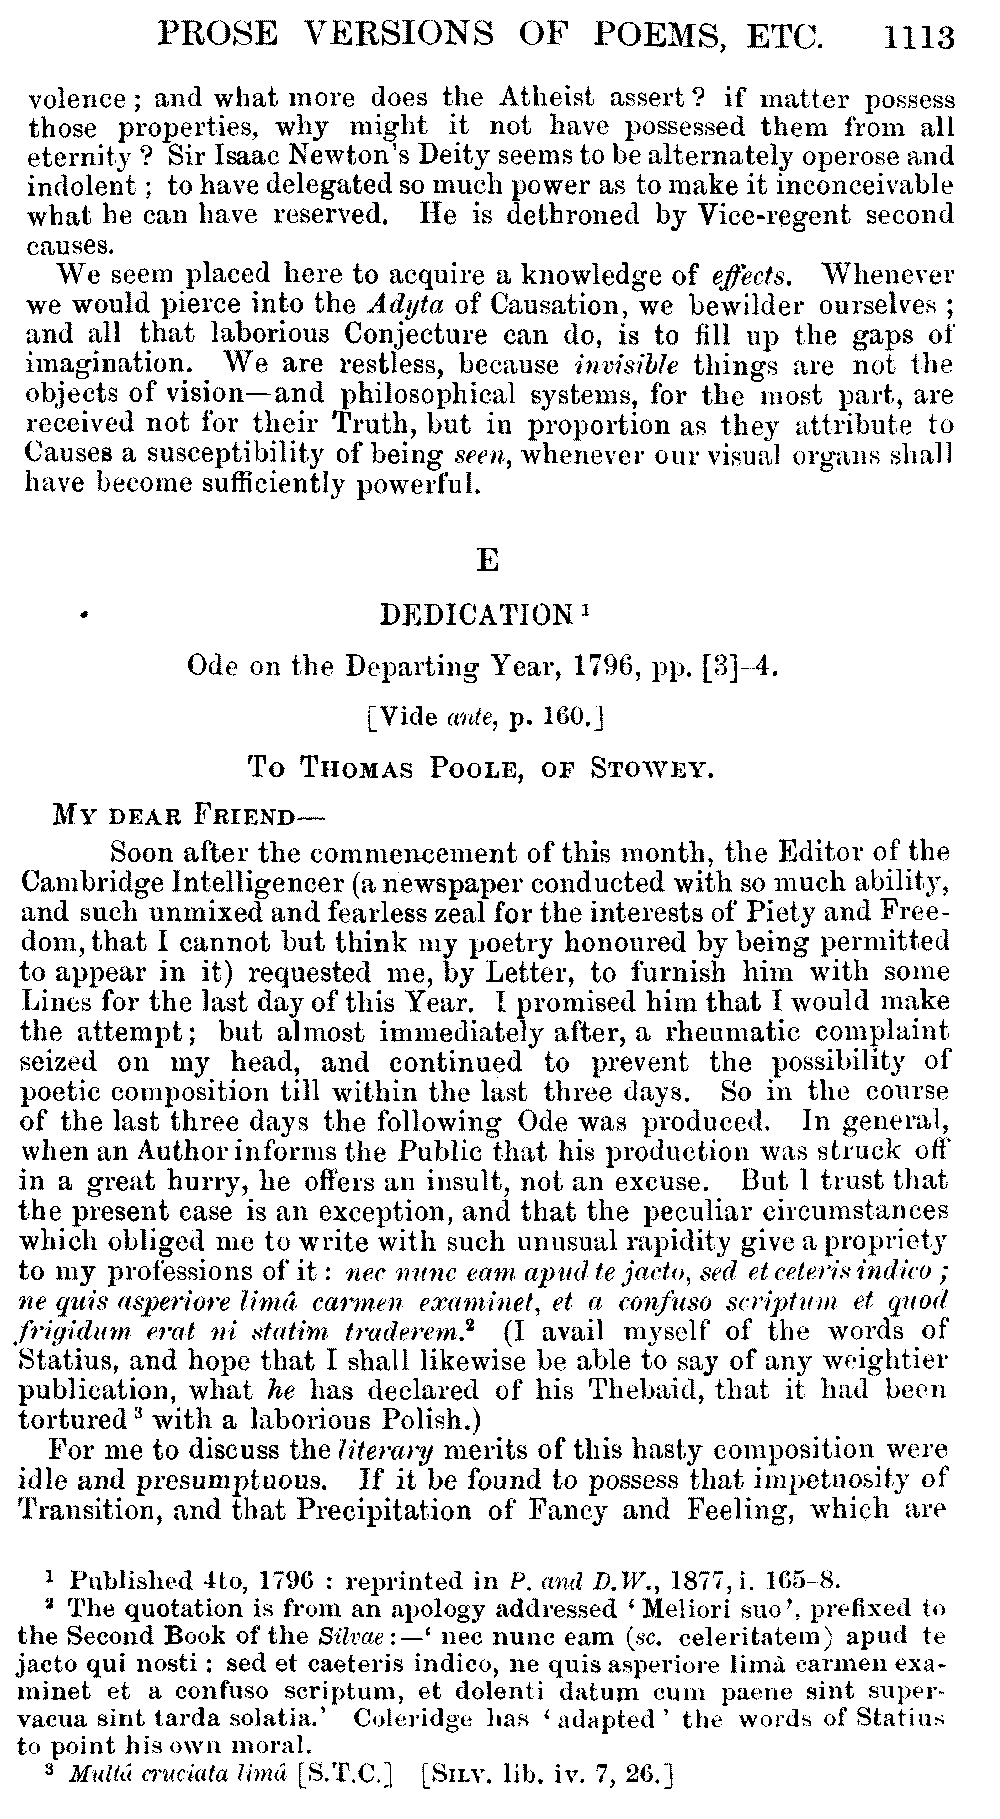 PROSE VERSIONS OF POEMS, ETC. 1113
volence; and what more does the Atheist assert? if matter possess
those properties, why might it not have possessed them from all
eternity? Sir Isaac Newton's Deity seems to be alternately operose and
indolent; to have delegated so much power as to make it inconceivable
what he can have reserved. He is dethroned by Vice-regent second
causes.
We seem placed here to acquire a knowledge of effects. Whenever
we would pierce into the Adyta of Causation, we bewilder ourselves;
and all that laborious Conjecture can do, is to fill up the gaps of
imagination. We are restless, because invisible things are not the
objects of vision—and philosophical systems, for the most part, are
received not for their Truth, but in proportion as they attribute to
Causes a susceptibility of being seen, whenever our visual organs shall
have become sufficiently powerful.
E
DEDICATION ¹
Ode on the Departing Year, 1796, pp. [3]-4.
[Vide ante, p. 160.]
To Thomas Poole, of Stowey.
My dear Friend—
Soon after the commencement of this month, the Editor of the
Cambridge Intelligencer (a newspaper conducted with so much ability,
and such unmixed and fearless zeal for the interests of Piety and Free-
dom, that I cannot but think my poetry honoured by being permitted
to appear in it) requested me, by Letter, to furnish him with some
Lines for the last day of this Year. I promised him that I would make
the attempt; but almost immediately after, a rheumatic complaint
seized on my head, and continued to prevent the possibility of
poetic composition till within the last three days. So in the course
of the last three days the following Ode was produced. In general,
when an Author informs the Public that his production was struck off
in a great hurry, he offers an insult, not an excuse. But I trust that
the present case is an exception, and that the peculiar circumstances
which obliged me to write with such unusual rapidity give a propriety
to my professions of it: nec nunc eam apud te jacto, sed et ceteris indico;
ne quis asperiore limâ carmen examinet, et a confuso scriptum et quod
frigidum erat ni statim traderem.² (I avail myself of the words of
Statius, and hope that I shall likewise be able to say of any weightier
publication, what he has declared of his Thebaid, that it had been
tortured ³ with a laborious Polish.)
For me to discuss the literary merits of this hasty composition were
idle and presumptuous. If it be found to possess that impetuosity of
Transition, and that Precipitation of Fancy and Feeling, which are
¹ Published 4to, 1796: reprinted in P. and D.W., 1877, i. 165-8.
² The quotation is from an apology addressed 'Meliori suo', prefixed to
the Second Book of the Silvae:—' nec nunc eam (sc. celeritatem) apud te
jacto qui nosti: sed et caeteris indico, ne quis asperiore limâ carmen exa-
minet et a confuso scriptum, et dolenti datum cum paene sint super-
vacua sint tarda solatia.' Coleridge has 'adapted' the words of Statius
to point his own moral.
³ Multâ cruciata limâ [S.T.C.] [Silv. lib. iv. 7, 26.]